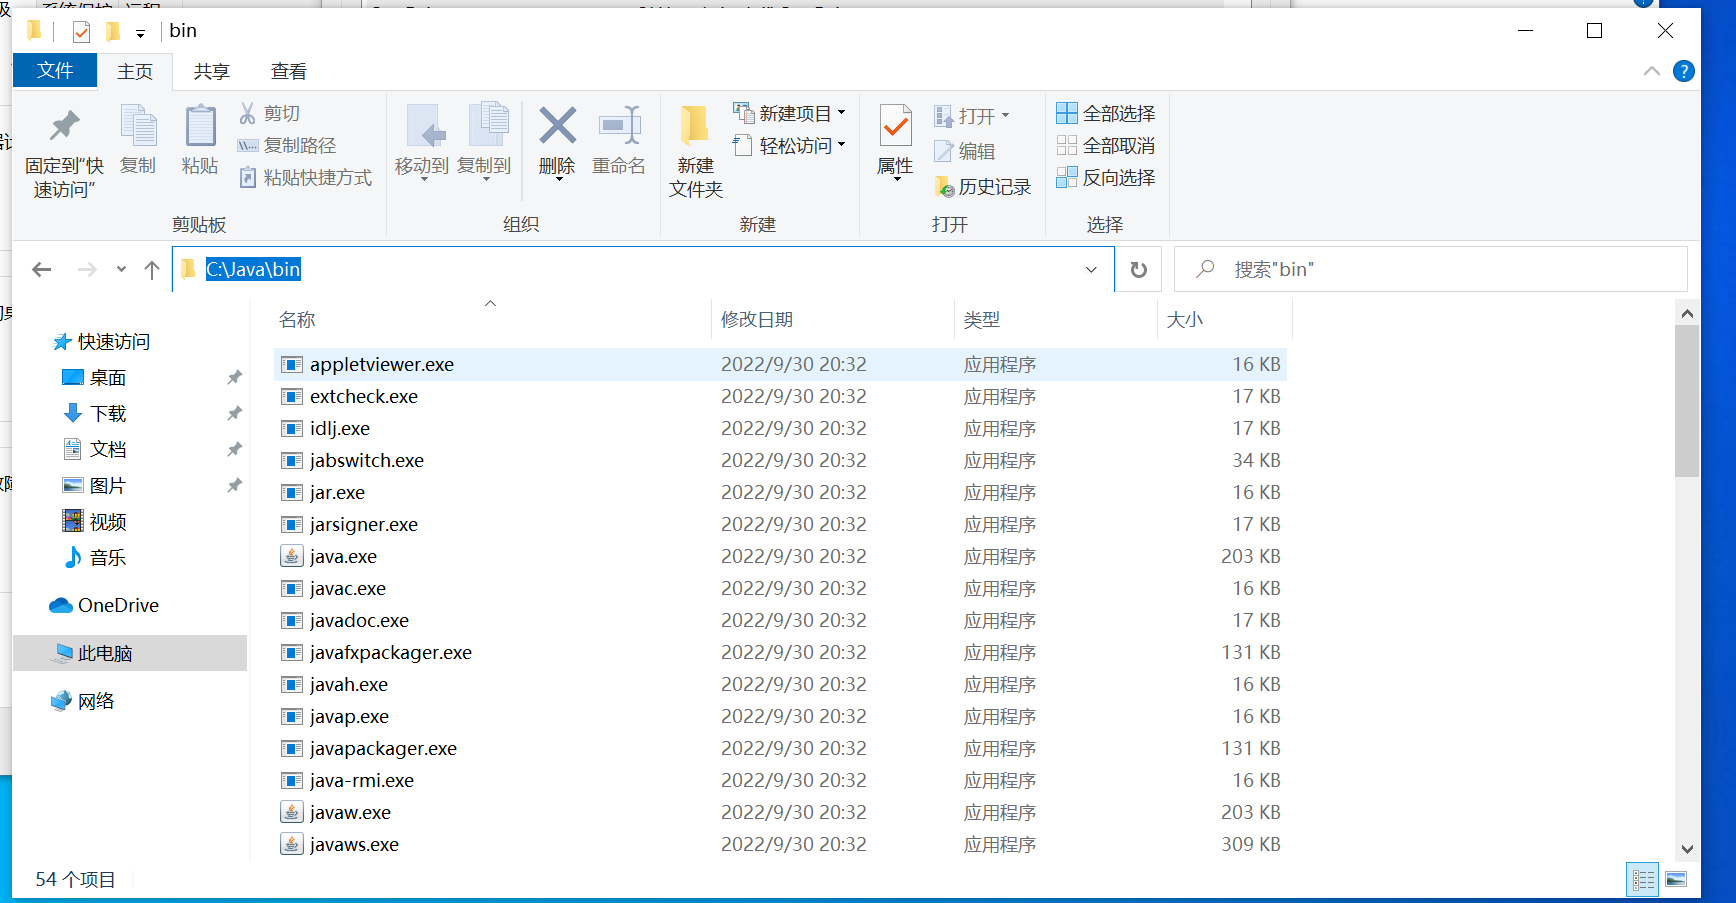 bin
文件
主页
共享
查看
固定到“快速访问”
复制
粘贴
剪切
复制路径
粘贴快捷方式
剪贴板
移动到
复制到
删除
重命名
组织
新建
文件夹
新建项目
轻松访问
新建
属性
打开
编辑
历史记录
打开
全部选择
全部取消
反向选择
选择
C:\Java\bin
搜索"bin"
快速访问
桌面
下载
文档
图片
视频
音乐
OneDrive
此电脑
网络
名称 修改日期 类型 大小
appletviewer.exe 2022/9/30 20:32 应用程序 16 KB
extcheck.exe 2022/9/30 20:32 应用程序 17 KB
idlj.exe 2022/9/30 20:32 应用程序 17 KB
jabswitch.exe 2022/9/30 20:32 应用程序 34 KB
jar.exe 2022/9/30 20:32 应用程序 16 KB
jarsigner.exe 2022/9/30 20:32 应用程序 17 KB
java.exe 2022/9/30 20:32 应用程序 203 KB
javac.exe 2022/9/30 20:32 应用程序 16 KB
javadoc.exe 2022/9/30 20:32 应用程序 17 KB
javafxpackager.exe 2022/9/30 20:32 应用程序 131 KB
javah.exe 2022/9/30 20:32 应用程序 16 KB
javap.exe 2022/9/30 20:32 应用程序 16 KB
javapackager.exe 2022/9/30 20:32 应用程序 131 KB
java-rmi.exe 2022/9/30 20:32 应用程序 16 KB
javaw.exe 2022/9/30 20:32 应用程序 203 KB
javaws.exe 2022/9/30 20:32 应用程序 309 KB
54 个项目